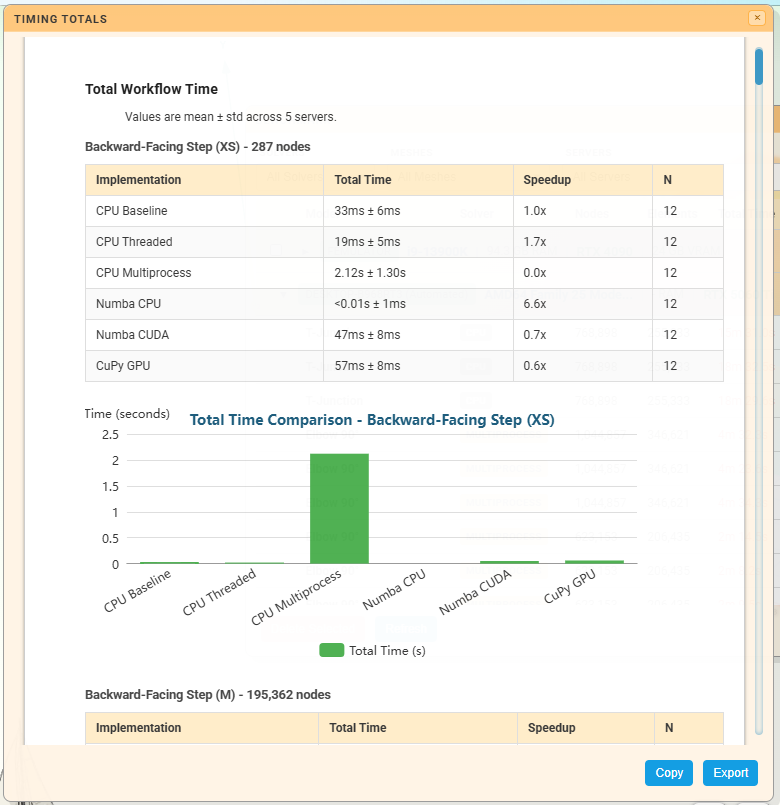 TIMING TOTALS
Total Workflow Time
Values are mean ± std across 5 servers.
Backward-Facing Step (XS) - 287 nodes
Implementation Total Time Speedup N
CPU Baseline 33ms ± 6ms 1.0x 12
CPU Threaded 19ms ± 5ms 1.7x 12
CPU Multiprocess 2.12s ± 1.30s 0.0x 12
Numba CPU <0.01s ± 1ms 6.6x 12
Numba CUDA 47ms ± 8ms 0.7x 12
CuPy GPU 57ms ± 8ms 0.6x 12
Time (seconds)
Total Time Comparison - Backward-Facing Step (XS)
2.5
2
1.5
1
0.5
0
CPU Baseline CPU Threaded CPU Multiprocess Numba CPU Numba CUDA CuPy GPU
Total Time (s)
Backward-Facing Step (M) - 195,362 nodes
Implementation Total Time Speedup N
Copy Export